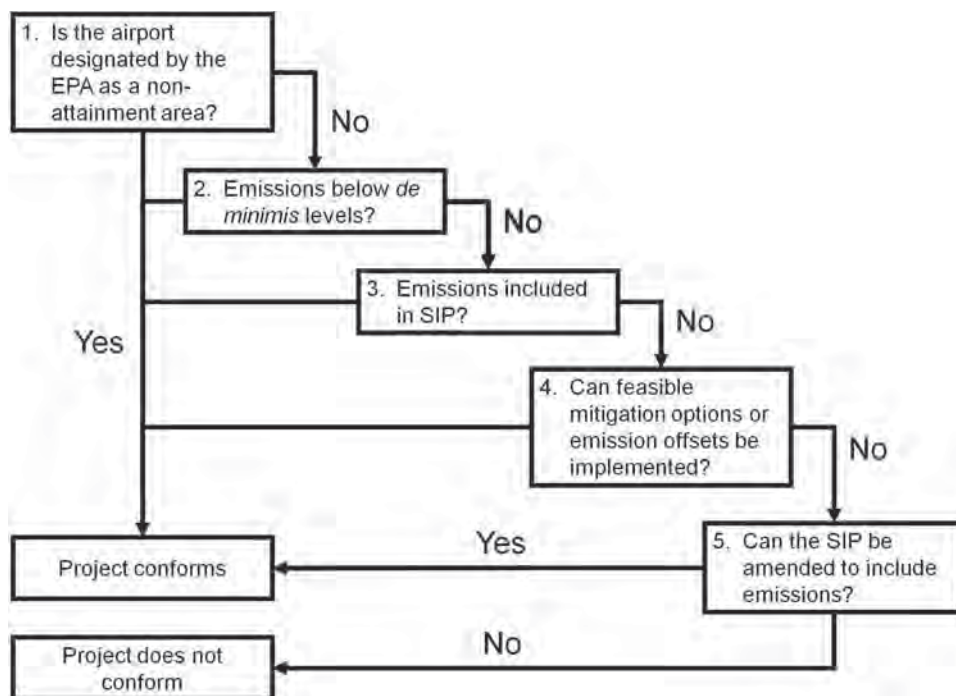 1. Is the airport
designated by the
EPA as a non-
attainment area?
No
2. Emissions below de
minimis levels?
No
3. Emissions included
in SIP?
No
Yes
4. Can feasible
mitigation options or
emission offsets be
implemented?
No
Yes
5. Can the SIP be
amended to include
emissions?
Project conforms
No
Project does not
conform